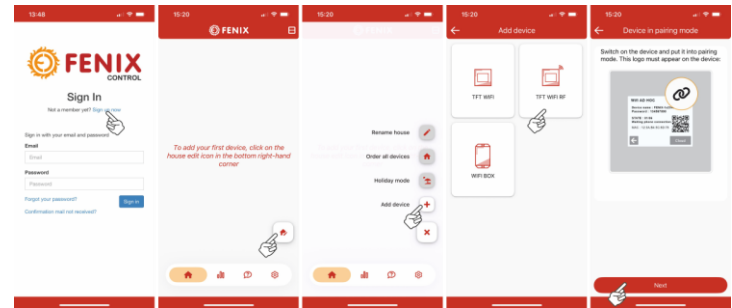 13:48
FENIX
CONTROL
Sign In
Not a member yet? Sign up now
Sign in with your email and password
Email
Email
Password
Password
Forgot your password?
Sign in
Confirmation mail not received?
15:20
FENIX
To add your first device, click on the
house edit icon in the bottom right-hand
corner
15:20
Rename house
Order all devices
Holiday mode
Add device
15:20
Add device
TFT WIFI
TFT WIFI RF
WIFI BOX
15:20
Device in pairing mode
Switch on the device and put it into pairing
mode. This logo must appear on the device:
Next